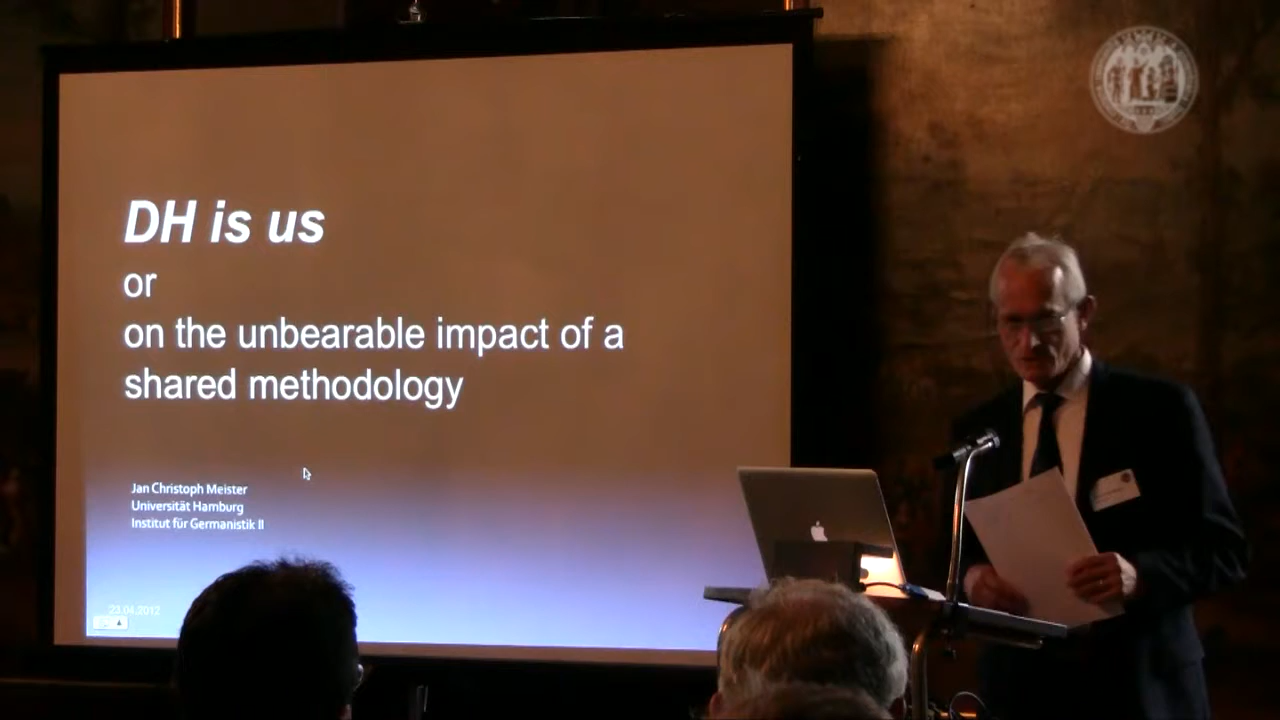 DH is us
or
on the unbearable impact of a
shared methodology
Jan Christoph Meister
Universität Hamburg
Institut für Germanistik II
23.04.2012